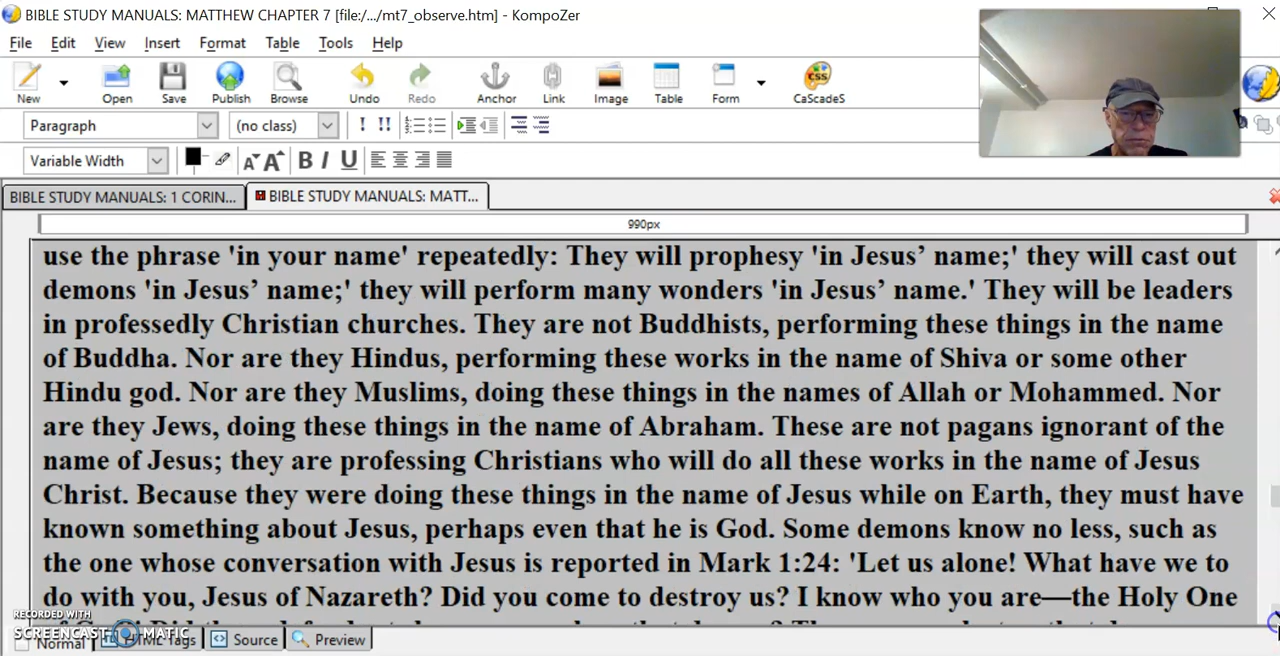 BIBLE STUDY MANUALS: MATTHEW CHAPTER 7 [file:/.../mt7_observe.htm] - KompoZer
File Edit View Insert Format Table Tools Help
New Open Save Publish Browse Undo Redo Anchor Link Image Table Form CaScadeS
Paragraph (no class) ! !!
Variable Width A A B I U
BIBLE STUDY MANUALS: 1 CORIN... BIBLE STUDY MANUALS: MATT...
990px
use the phrase 'in your name' repeatedly: They will prophesy 'in Jesus’ name;' they will cast out
demons 'in Jesus’ name;' they will perform many wonders 'in Jesus’ name.' They will be leaders
in professedly Christian churches. They are not Buddhists, performing these things in the name
of Buddha. Nor are they Hindus, performing these works in the name of Shiva or some other
Hindu god. Nor are they Muslims, doing these things in the names of Allah or Mohammed. Nor
are they Jews, doing these things in the name of Abraham. These are not pagans ignorant of the
name of Jesus; they are professing Christians who will do all these works in the name of Jesus
Christ. Because they were doing these things in the name of Jesus while on Earth, they must have
known something about Jesus, perhaps even that he is God. Some demons know no less, such as
the one whose conversation with Jesus is reported in Mark 1:24: 'Let us alone! What have we to
do with you, Jesus of Nazareth? Did you come to destroy us? I know who you are—the Holy One
RECORDED WITH
SCREENCAST MATIC
Normal HTML Tags Source Preview